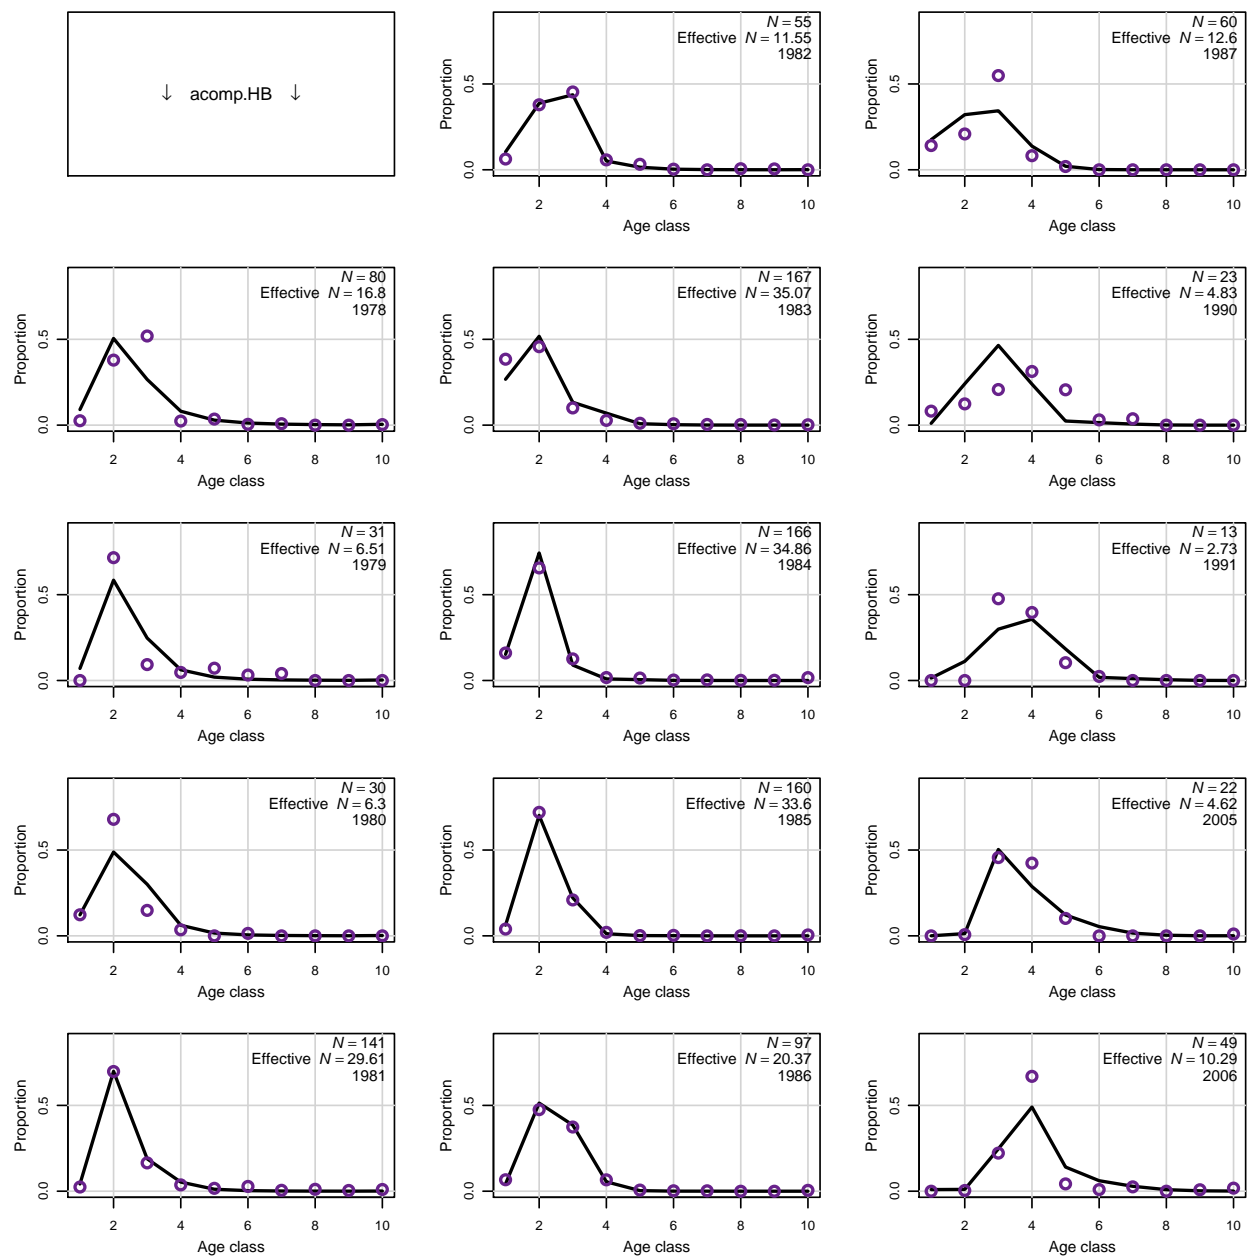 ↓ acomp.HB ↓
N = 55
Effective N = 11.55
1982
Proportion
0.0 0.5
2 4 6 8 10
Age class
N = 60
Effective N = 12.6
1987
Proportion
0.0 0.5
2 4 6 8 10
Age class
N = 80
Effective N = 16.8
1978
Proportion
0.0 0.5
2 4 6 8 10
Age class
N = 167
Effective N = 35.07
1983
Proportion
0.0 0.5
2 4 6 8 10
Age class
N = 23
Effective N = 4.83
1990
Proportion
0.0 0.5
2 4 6 8 10
Age class
N = 31
Effective N = 6.51
1979
Proportion
0.0 0.5
2 4 6 8 10
Age class
N = 166
Effective N = 34.86
1984
Proportion
0.0 0.5
2 4 6 8 10
Age class
N = 13
Effective N = 2.73
1991
Proportion
0.0 0.5
2 4 6 8 10
Age class
N = 30
Effective N = 6.3
1980
Proportion
0.0 0.5
2 4 6 8 10
Age class
N = 160
Effective N = 33.6
1985
Proportion
0.0 0.5
2 4 6 8 10
Age class
N = 22
Effective N = 4.62
2005
Proportion
0.0 0.5
2 4 6 8 10
Age class
N = 141
Effective N = 29.61
1981
Proportion
0.0 0.5
2 4 6 8 10
Age class
N = 97
Effective N = 20.37
1986
Proportion
0.0 0.5
2 4 6 8 10
Age class
N = 49
Effective N = 10.29
2006
Proportion
0.0 0.5
2 4 6 8 10
Age class